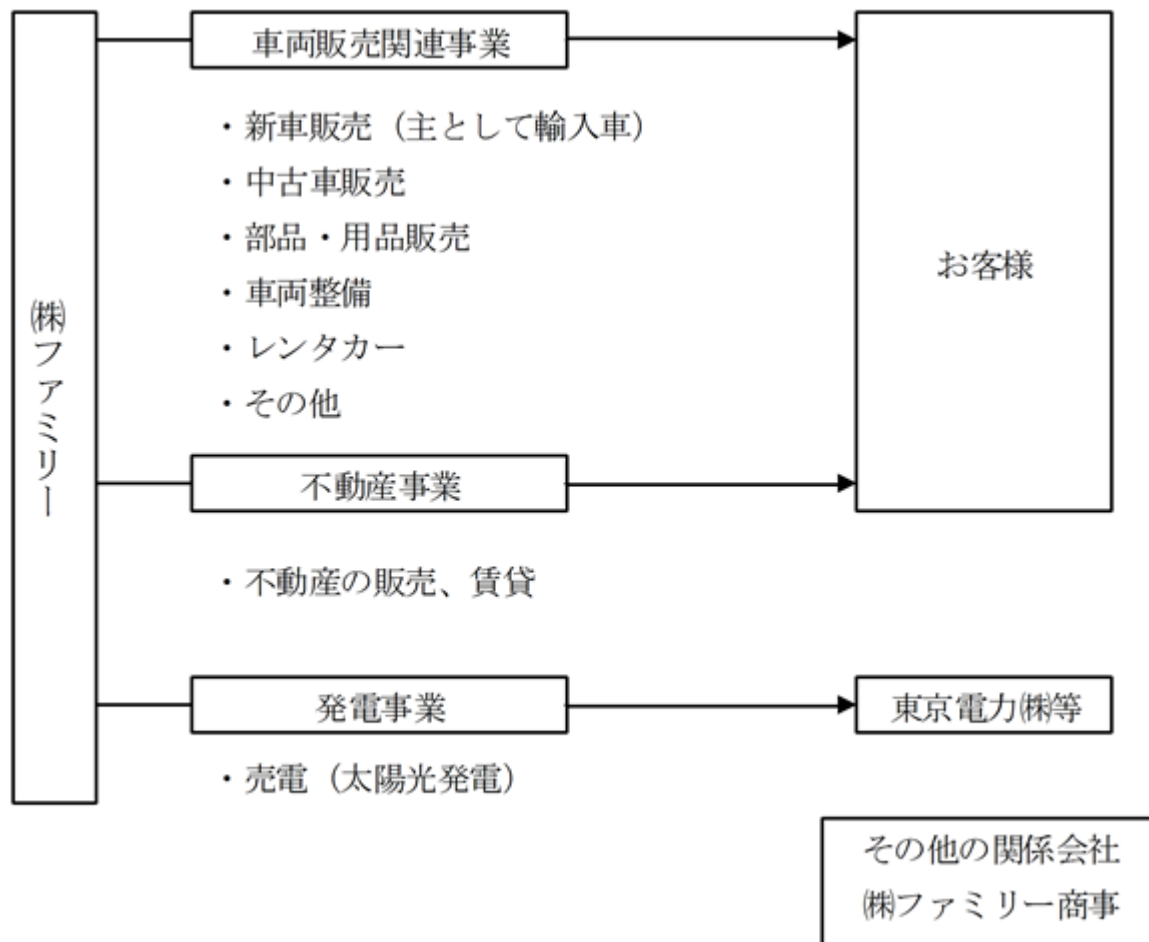 ㈱ファミリー
車両販売関連事業
・新車販売（主として輸入車）
・中古車販売
・部品・用品販売
・車両整備
・レンタカー
・その他
お客様
不動産事業
・不動産の販売、賃貸
発電事業
東京電力㈱等
・売電（太陽光発電）
その他の関係会社
㈱ファミリー商事